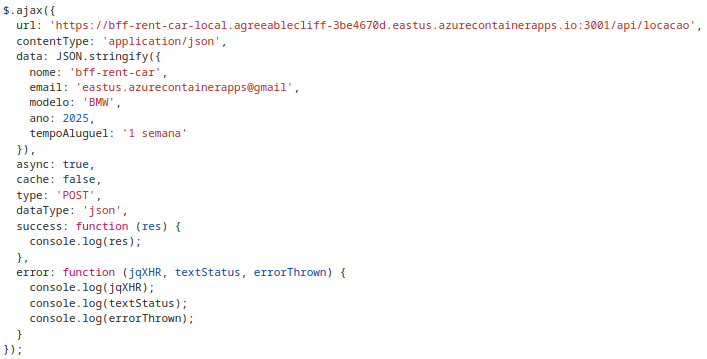 $.ajax({
  url: 'https://bff-rent-car-local.agreeablecliff-3be4670d.eastus.azurecontainerapps.io:3001/api/locacao',
  contentType: 'application/json',
  data: JSON.stringify({
    nome: 'bff-rent-car',
    email: 'eastus.azurecontainerapps@gmail',
    modelo: 'BMW',
    ano: 2025,
    tempoAluguel: '1 semana'
  }),
  async: true,
  cache: false,
  type: 'POST',
  dataType: 'json',
  success: function (res) {
    console.log(res);
  },
  error: function (jqXHR, textStatus, errorThrown) {
    console.log(jqXHR);
    console.log(textStatus);
    console.log(errorThrown);
  }
});